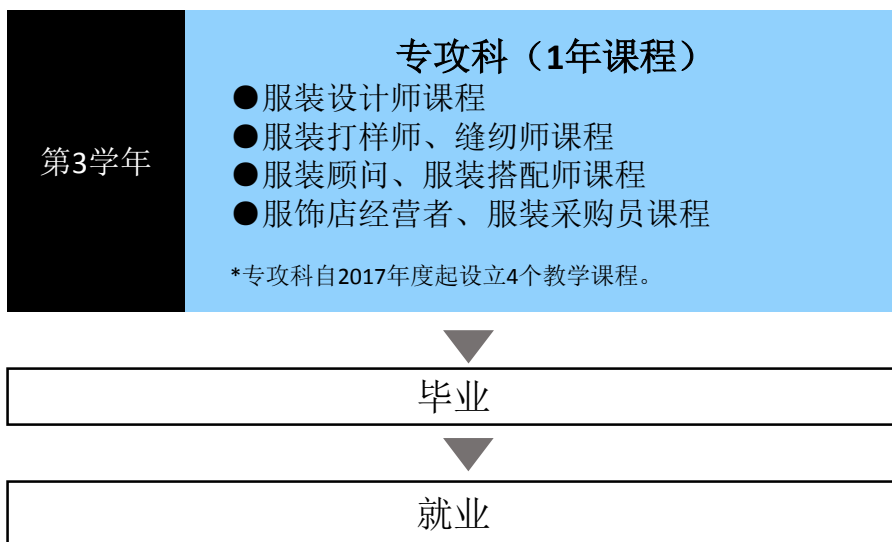 专攻科（1年课程）
●服装设计师课程
●服装打样师、缝纫师课程
第3学年
●服装顾问、服装搭配师课程
●服饰店经营者、服装采购员课程
*专攻科自2017年度起设立4个教学课程。
毕业
就业